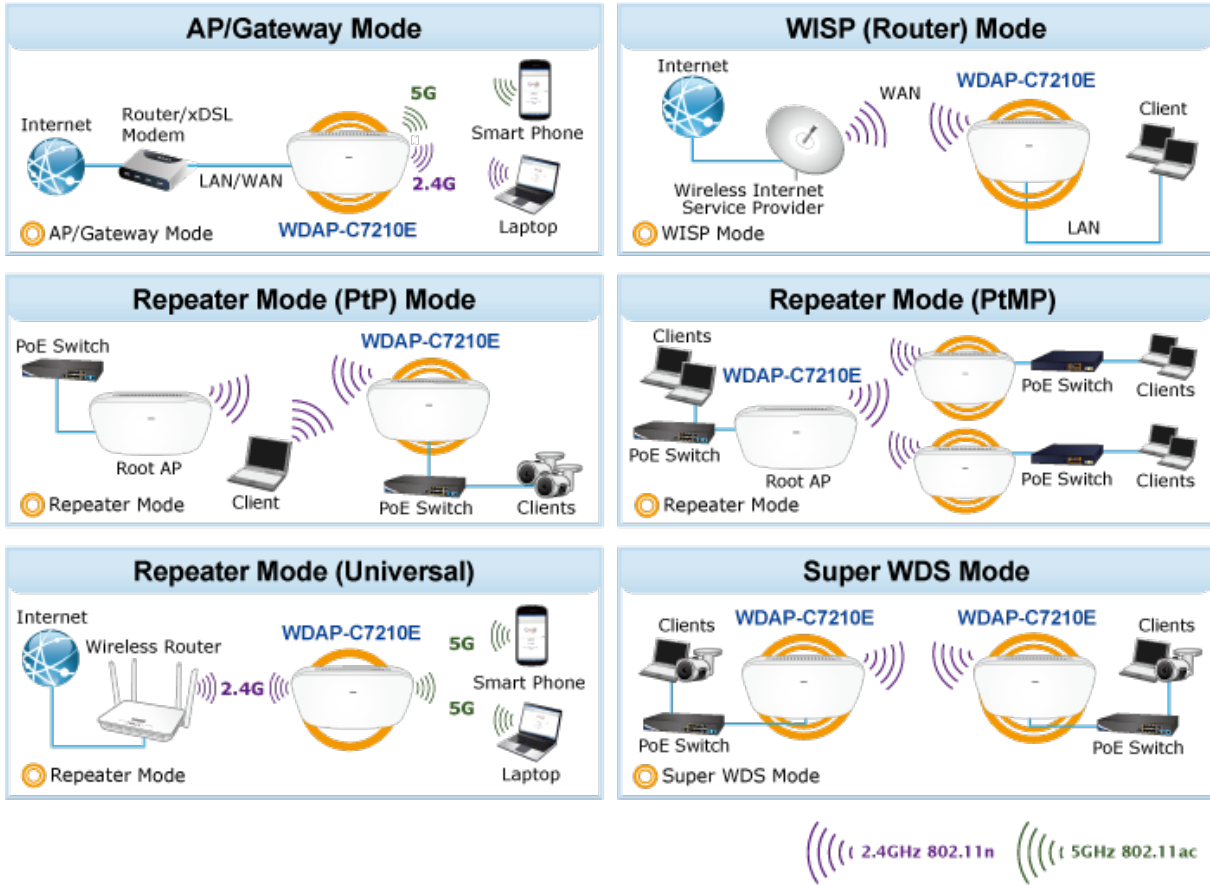 AP/Gateway Mode
Internet
Router/xDSL
Modem
LAN/WAN
5G
2.4G
Smart Phone
Laptop
WDAP-C7210E
AP/Gateway Mode
WISP (Router) Mode
Internet
WAN
WDAP-C7210E
Client
Wireless Internet
Service Provider
LAN
WISP Mode
Repeater Mode (PtP) Mode
PoE Switch
WDAP-C7210E
Root AP
Client
PoE Switch
Clients
Repeater Mode
Repeater Mode (PtMP)
Clients
WDAP-C7210E
PoE Switch
Clients
PoE Switch
Root AP
PoE Switch
Clients
Repeater Mode
Repeater Mode (Universal)
Internet
Wireless Router
WDAP-C7210E
2.4G
5G
Smart Phone
5G
Laptop
Repeater Mode
Super WDS Mode
Clients
WDAP-C7210E
WDAP-C7210E
Clients
PoE Switch
PoE Switch
Super WDS Mode
2.4GHz 802.11n
5GHz 802.11ac